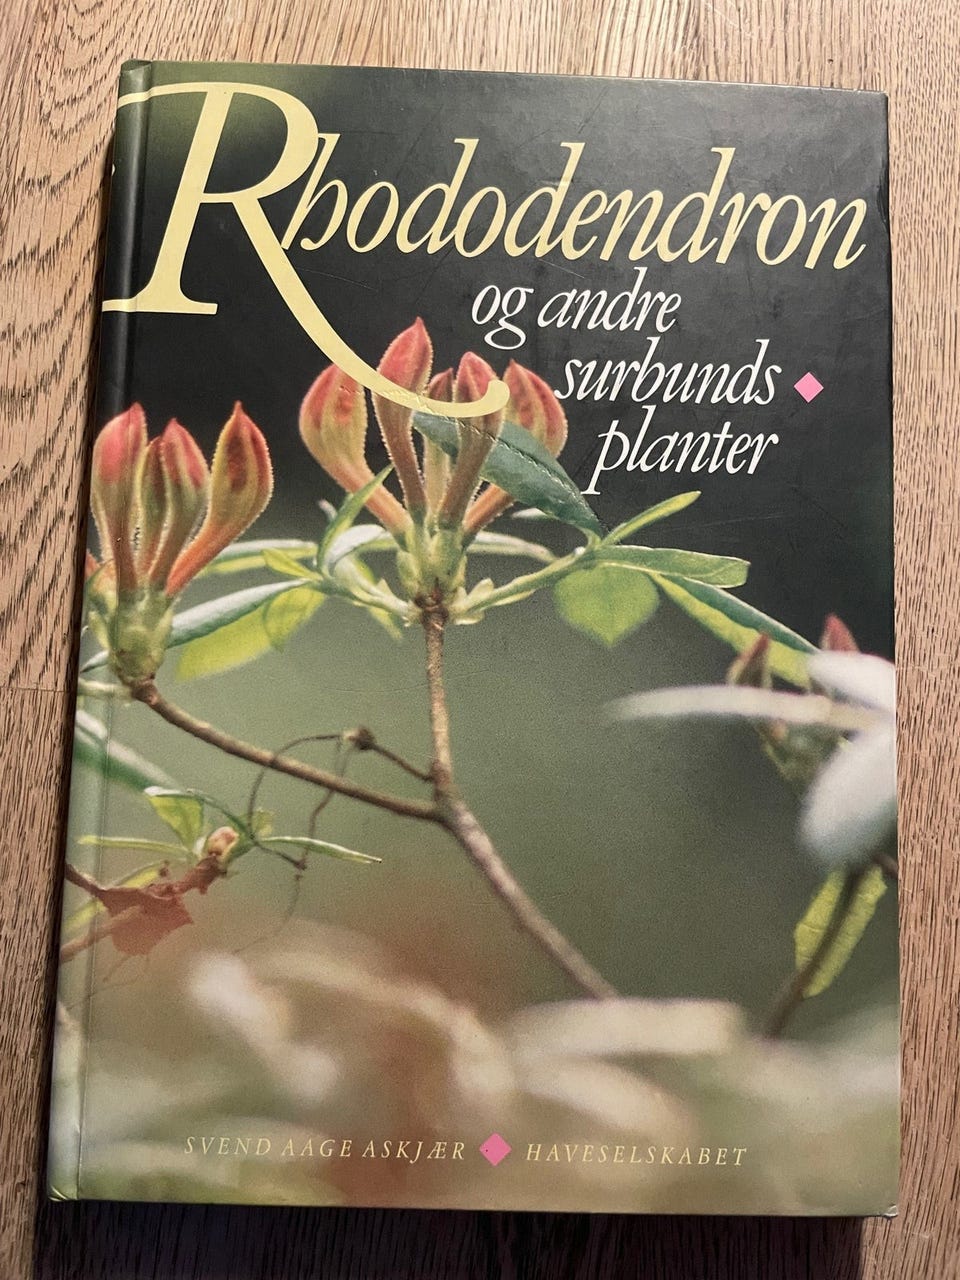 Rhododendron
og andre
surbunds
planter
SVEND AAGE ASKJÆR ◆ HAVESELSKABET